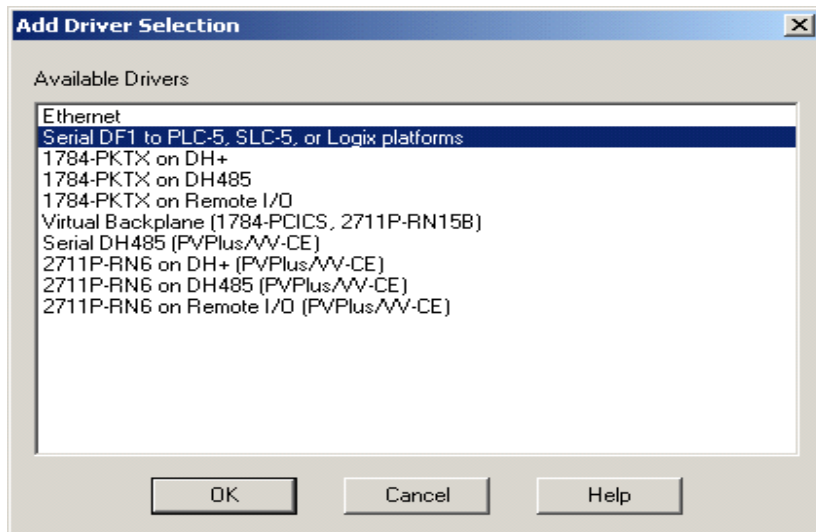 Add Driver Selection
Available Drivers
Ethernet
Serial DF1 to PLC-5, SLC-5, or Logix platforms
1784-PKTX on DH+
1784-PKTX on DH485
1784-PKTX on Remote I/O
Virtual Backplane (1784-PCICS, 2711P-RN15B)
Serial DH485 (PVPlus/VV-CE)
2711P-RN6 on DH+ (PVPlus/VV-CE)
2711P-RN6 on DH485 (PVPlus/VV-CE)
2711P-RN6 on Remote I/O (PVPlus/VV-CE)
OK
Cancel
Help